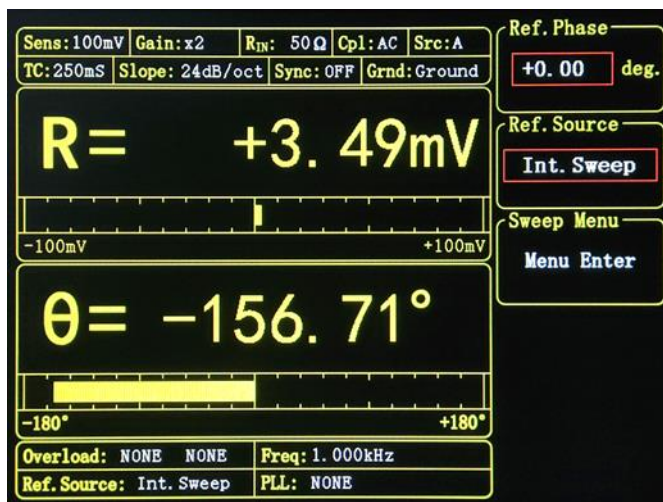 Sens:100mV Gain:x2 RIN: 50Ω Cpl:AC Src:A
TC:250mS Slope: 24dB/oct Sync:OFF Grnd:Ground
R= +3.49mV
-100mV +100mV
θ= -156.71°
-180° +180°
Overload: NONE NONE Freq:1.000kHz
Ref.Source: Int.Sweep PLL: NONE
Ref.Phase
+0.00 deg.
Ref.Source
Int.Sweep
Sweep Menu
Menu Enter